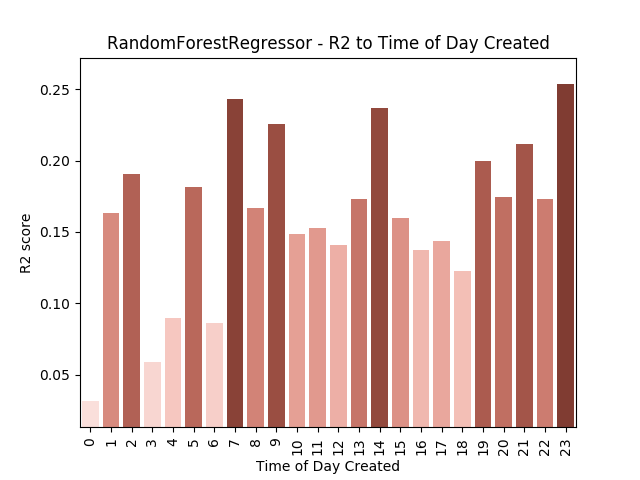 RandomForestRegressor - R2 to Time of Day Created
0.25
0.20
0.15
0.10
0.05
R2 score
0 1 2 3 4 5 6 7 8 9 10 11 12 13 14 15 16 17 18 19 20 21 22 23
Time of Day Created